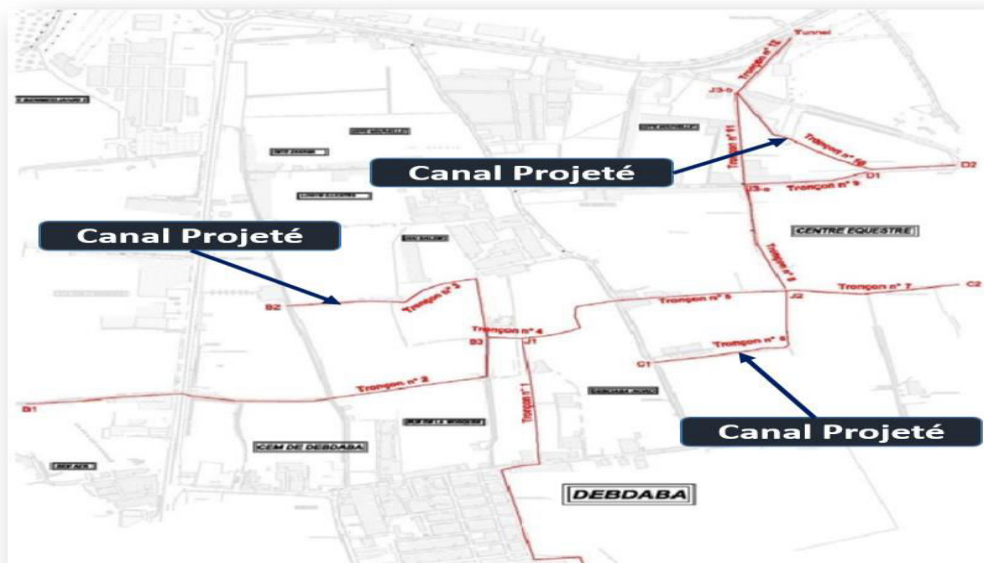 Tunnel
Tronçon n° 12
J3-b
Tronçon n° 11
Tronçon n° 10
Canal Projeté
D2
D1
J3-a
Tronçon n° 9
CENTRE EQUESTRE
Canal Projeté
Tronçon n° 8
Tronçon n° 3
Tronçon n° 7
C2
B2
Tronçon n° 5
J2
Tronçon n° 4
B3
J1
Tronçon n° 6
C1
Tronçon n° 2
Tronçon n° 1
DEBDABA NORD
B1
Canal Projeté
CEM DE DEBDABA
DEBDABA